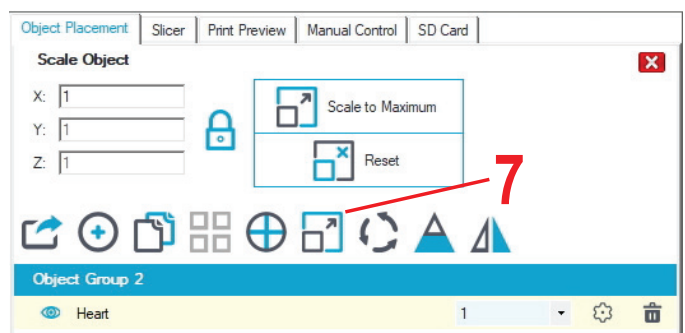 Object Placement Slicer Print Preview Manual Control SD Card
Scale Object
X: 1
Y: 1
Z: 1
Scale to Maximum
Reset
7
Object Group 2
Heart 1